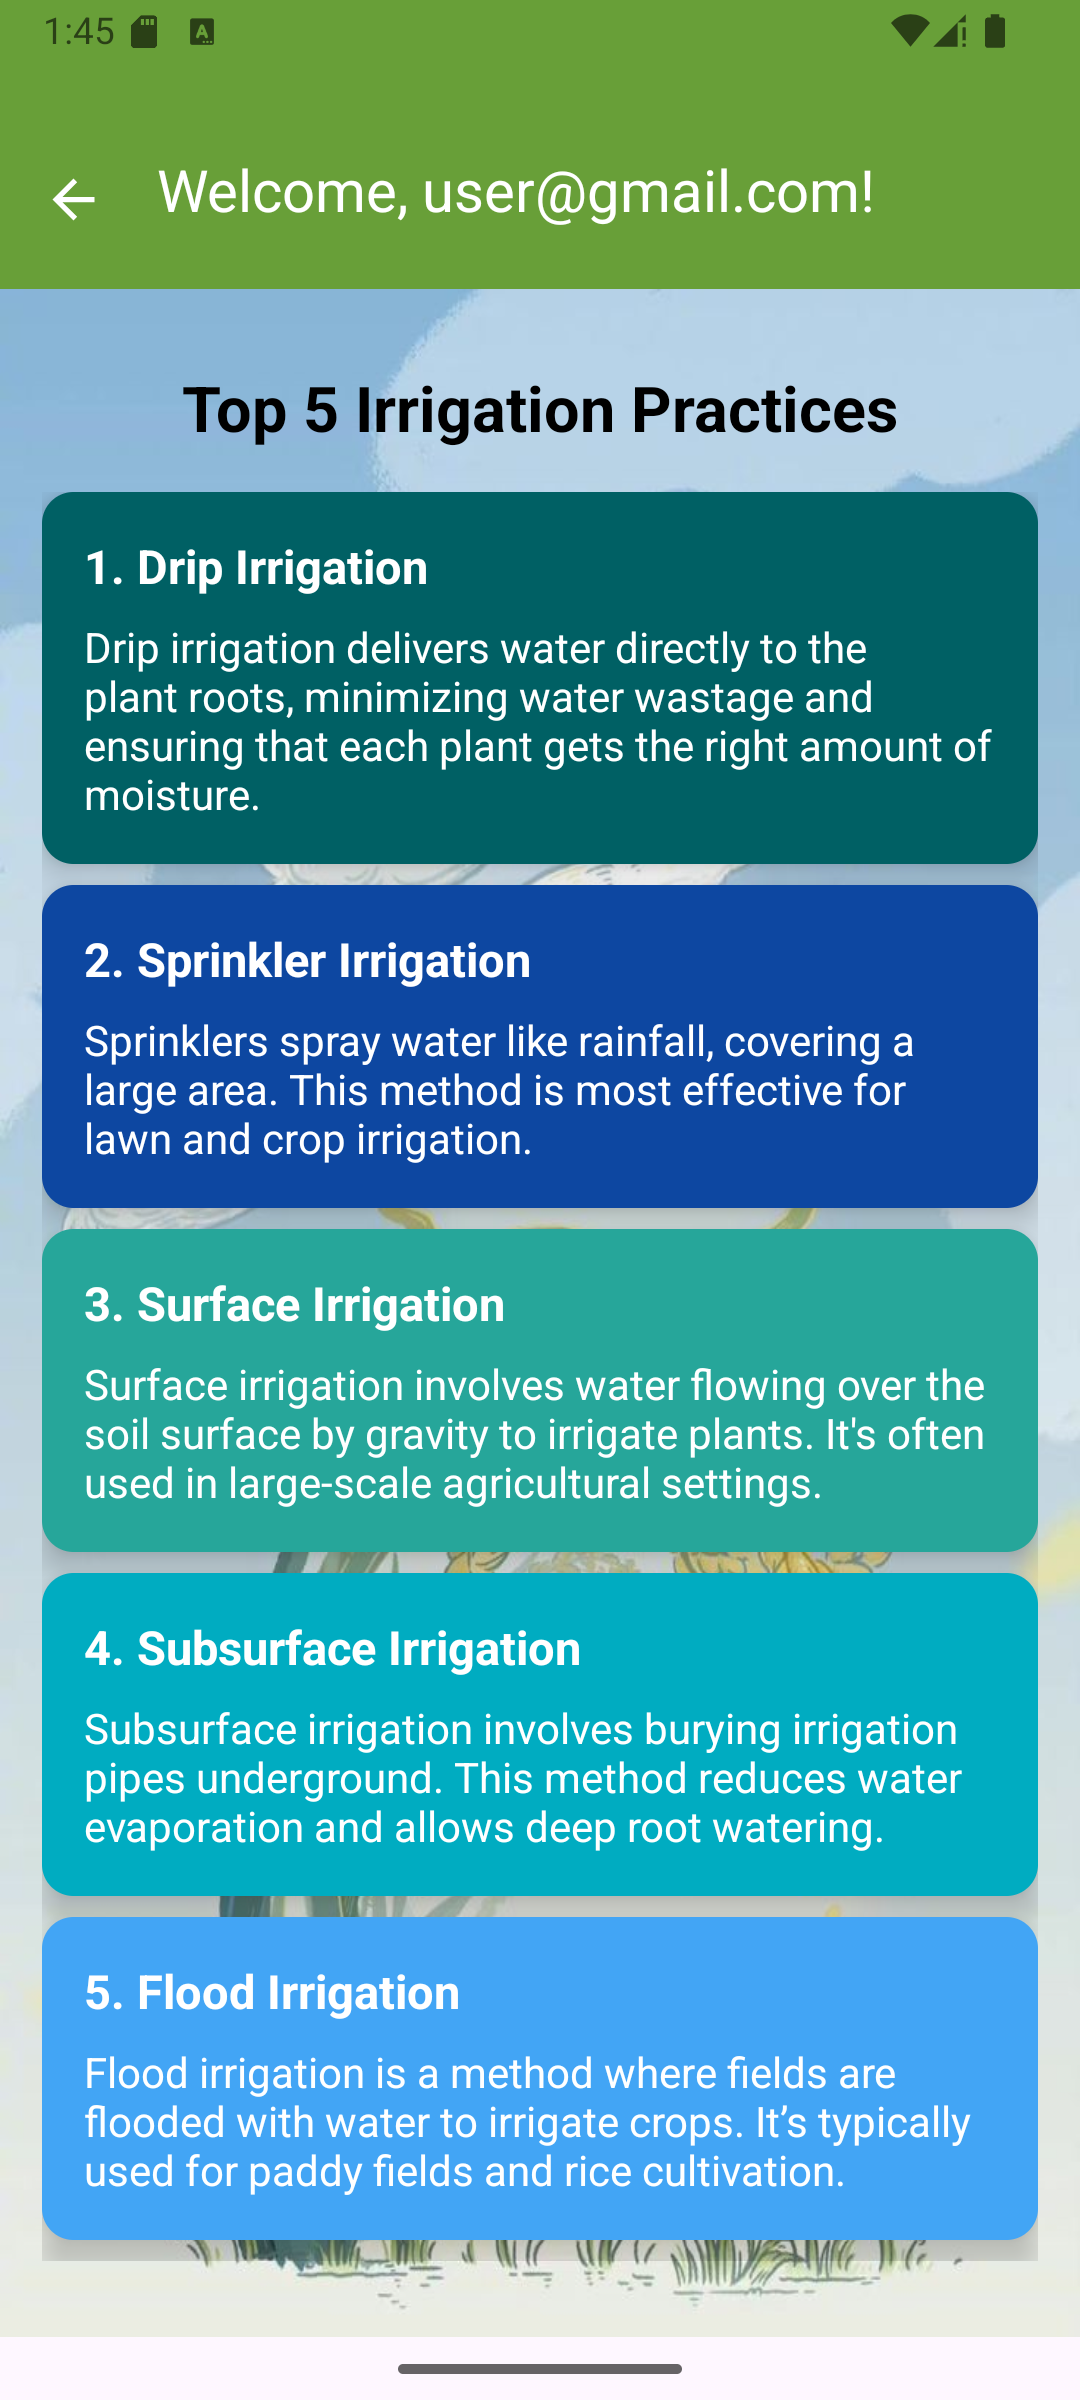 1:45
Welcome, user@gmail.com!
Top 5 Irrigation Practices
1. Drip Irrigation
Drip irrigation delivers water directly to the
plant roots, minimizing water wastage and
ensuring that each plant gets the right amount of
moisture.
2. Sprinkler Irrigation
Sprinklers spray water like rainfall, covering a
large area. This method is most effective for
lawn and crop irrigation.
3. Surface Irrigation
Surface irrigation involves water flowing over the
soil surface by gravity to irrigate plants. It's often
used in large-scale agricultural settings.
4. Subsurface Irrigation
Subsurface irrigation involves burying irrigation
pipes underground. This method reduces water
evaporation and allows deep root watering.
5. Flood Irrigation
Flood irrigation is a method where fields are
flooded with water to irrigate crops. It’s typically
used for paddy fields and rice cultivation.